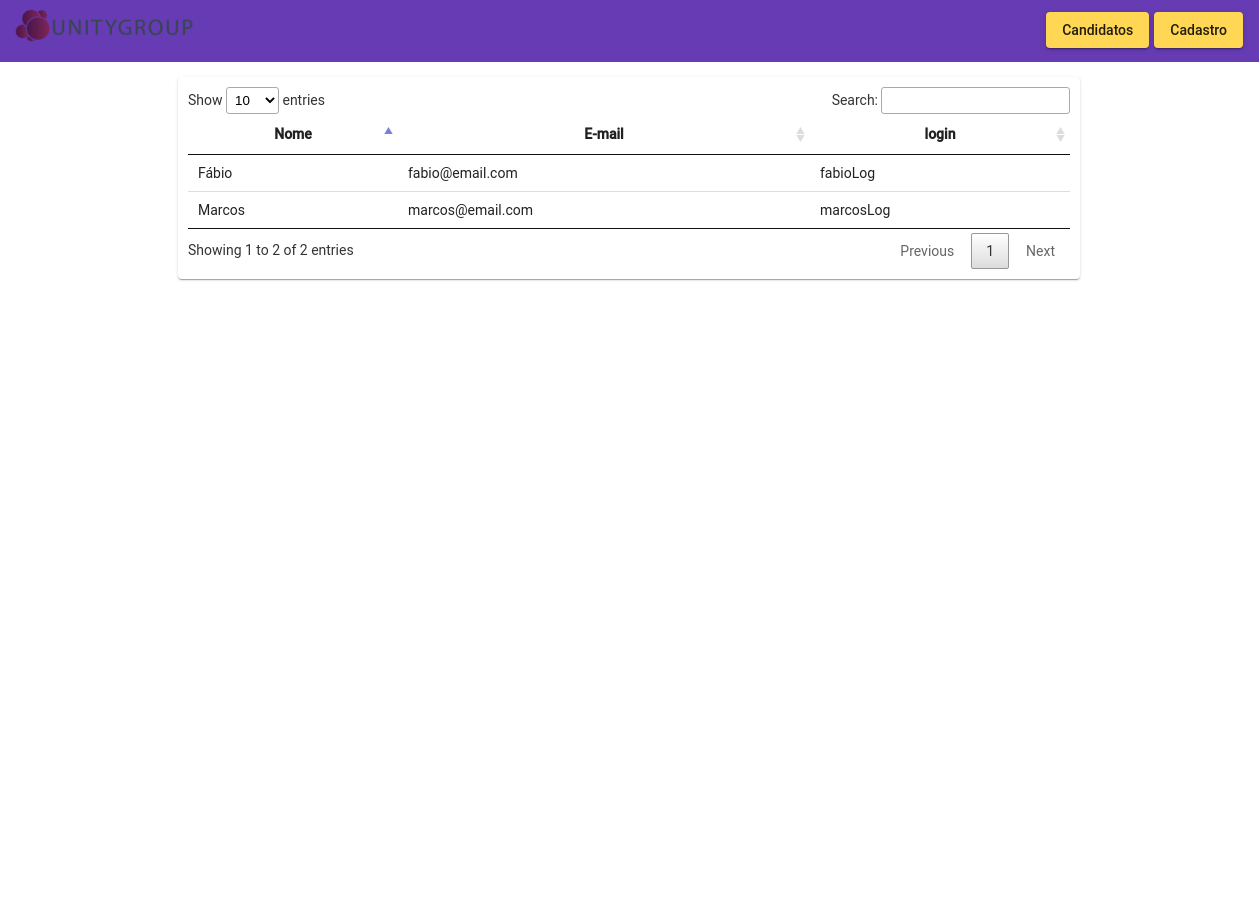 UNITYGROUP
Candidatos Cadastro
Show 10 entries Search:
Nome E-mail login
Fábio fabio@email.com fabioLog
Marcos marcos@email.com marcosLog
Showing 1 to 2 of 2 entries Previous 1 Next